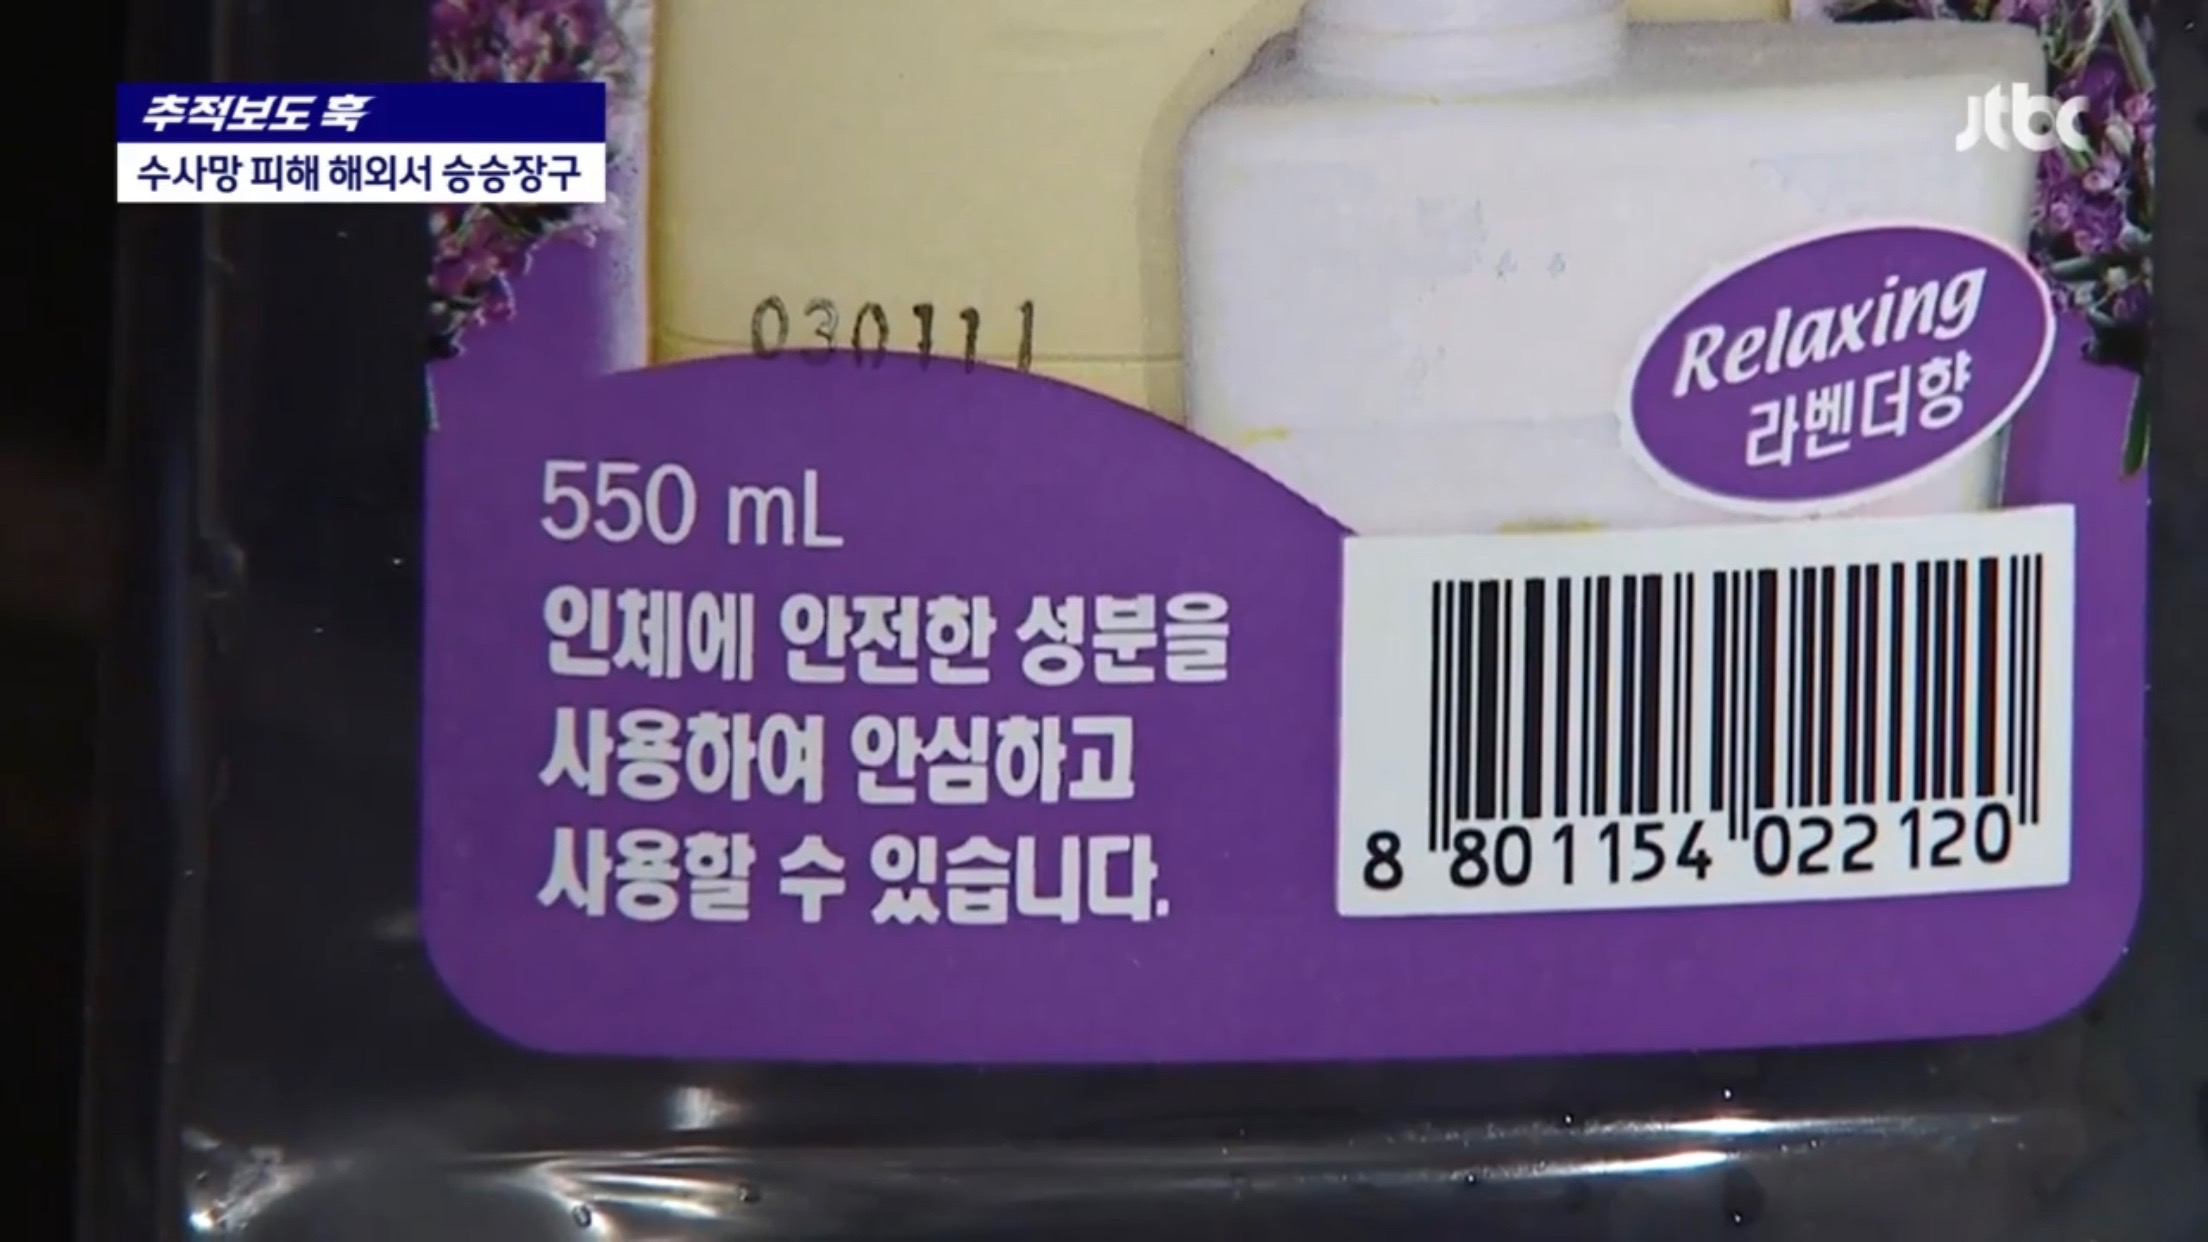 추적보도 훅
수사망 피해 해외서 승승장구
jtbc
030111
Relaxing
라벤더향
550 mL
인체에 안전한 성분을
사용하여 안심하고
사용할 수 있습니다.
8 801154 022120